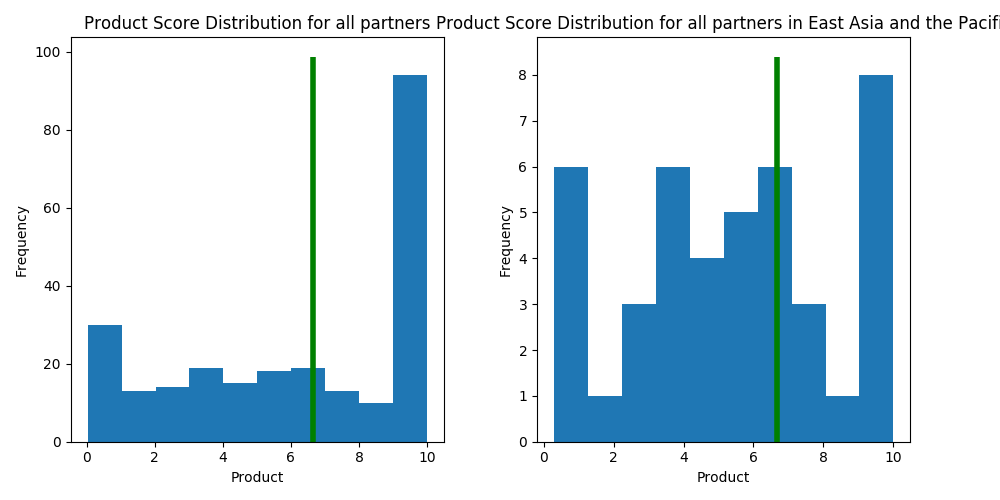 Product Score Distribution for all partners
100
80
60
40
20
0
Frequency
0 2 4 6 8 10
Product
Product Score Distribution for all partners in East Asia and the Pacifi
8
7
6
5
4
3
2
1
0
Frequency
0 2 4 6 8 10
Product